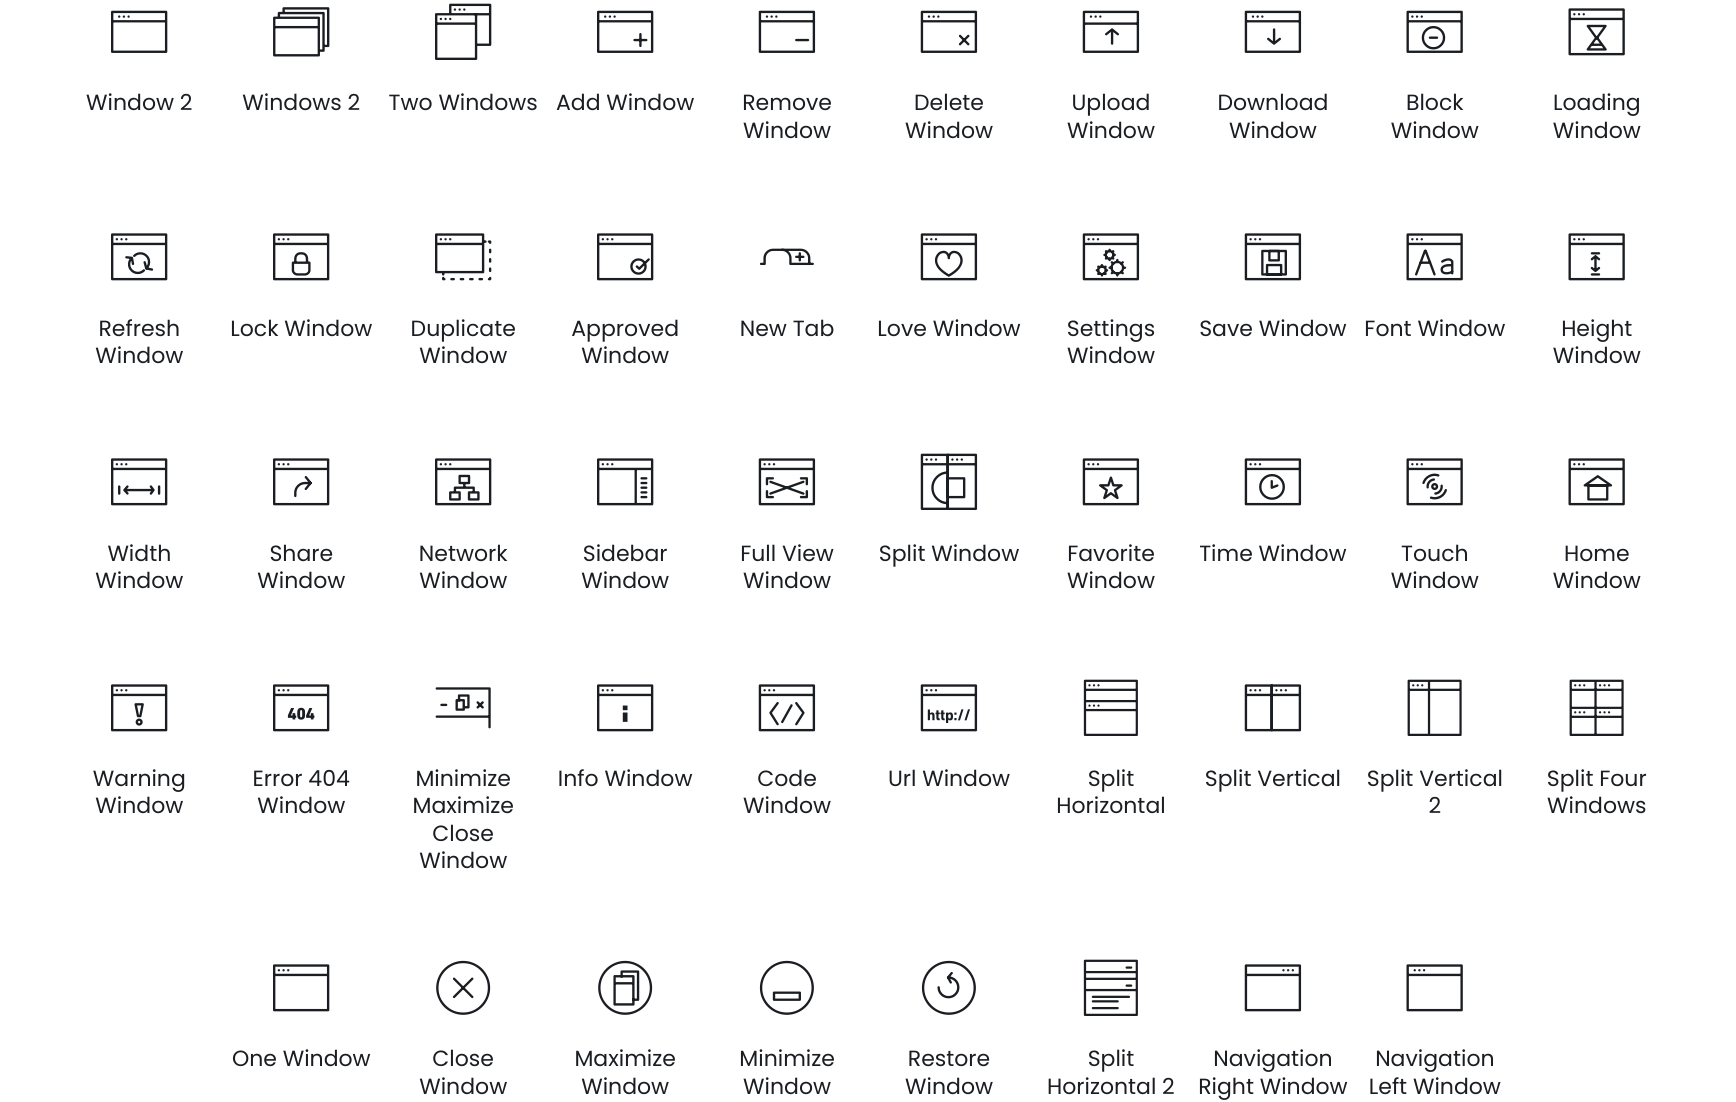 Window 2
Windows 2
Two Windows
Add Window
Remove
Window
Delete
Window
Upload
Window
Download
Window
Block
Window
Loading
Window
Refresh
Window
Lock Window
Duplicate
Window
Approved
Window
New Tab
Love Window
Settings
Window
Save Window
Aa
Font Window
Height
Window
Width
Window
Share
Window
Network
Window
Sidebar
Window
Full View
Window
Split Window
Favorite
Window
Time Window
Touch
Window
Home
Window
Warning
Window
404
Error 404
Window
Minimize
Maximize
Close
Window
i
Info Window
</>
Code
Window
http://
Url Window
Split
Horizontal
Split Vertical
Split Vertical
2
Split Four
Windows
One Window
Close
Window
Maximize
Window
Minimize
Window
Restore
Window
Split
Horizontal 2
Navigation
Right Window
Navigation
Left Window